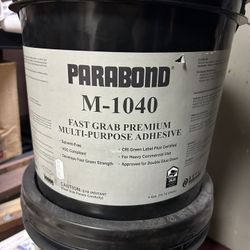 PARABOND
M-1040
FAST GRAB PREMIUM
MULTI-PURPOSE ADHESIVE
• Solvent-Free
• VOC Compliant
• Develops Fast Green Strength
• CRI Green Label Plus Certified
• For Heavy Commercial Use
• Approved for Double Glue Down
CAUTION: